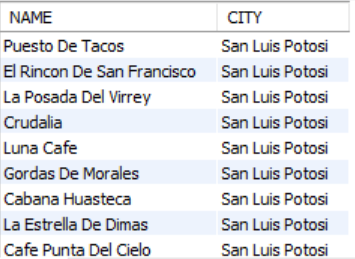 NAME CITY
Puesto De Tacos San Luis Potosi
El Rincon De San Francisco San Luis Potosi
La Posada Del Virrey San Luis Potosi
Crudalia San Luis Potosi
Luna Cafe San Luis Potosi
Gordas De Morales San Luis Potosi
Cabana Huasteca San Luis Potosi
La Estrella De Dimas San Luis Potosi
Cafe Punta Del Cielo San Luis Potosi